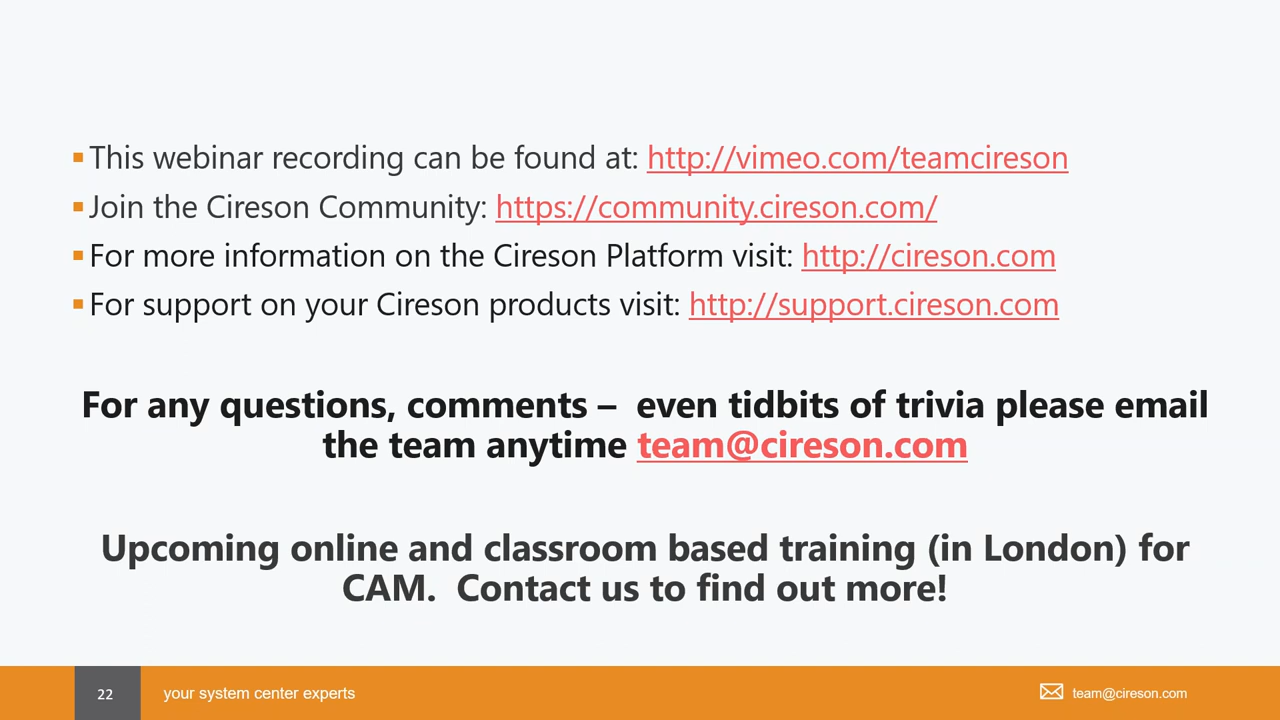 This webinar recording can be found at: http://vimeo.com/teamcireson
Join the Cireson Community: https://community.cireson.com/
For more information on the Cireson Platform visit: http://cireson.com
For support on your Cireson products visit: http://support.cireson.com
For any questions, comments –  even tidbits of trivia please email
the team anytime team@cireson.com
Upcoming online and classroom based training (in London) for
CAM.  Contact us to find out more!
22 your system center experts team@cireson.com